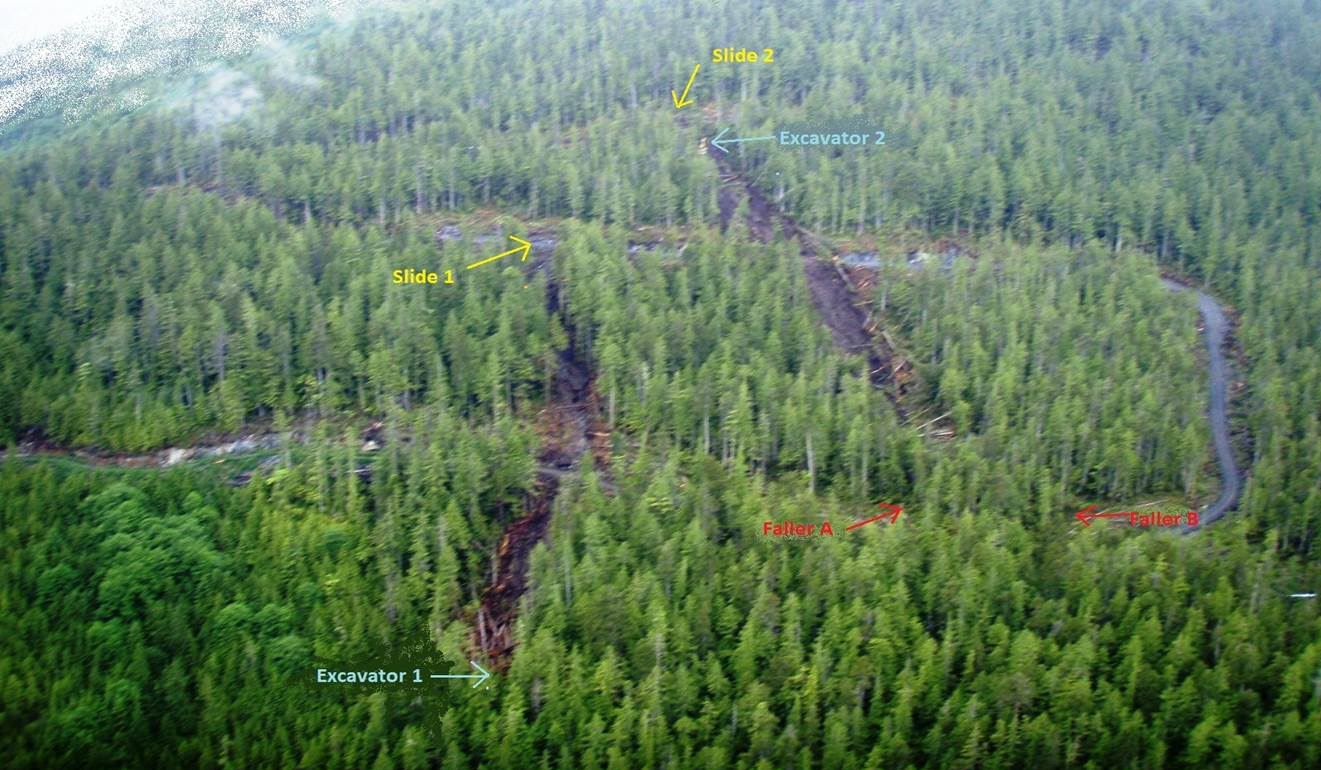 Slide 2
Excavator 2
Slide 1
Faller A
Faller B
Excavator 1